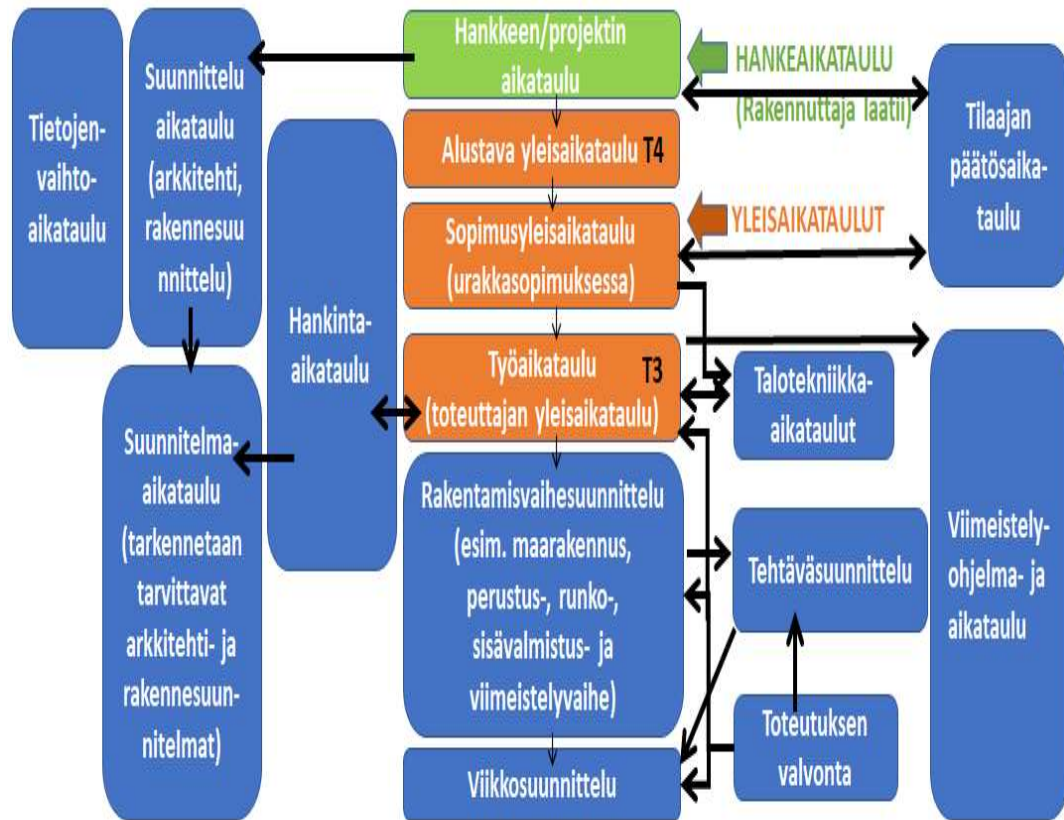 Tietojen-
vaihto-
aikataulu
Suunnittelu
aikataulu
(arkkitehti,
rakennesuu
nnittelu)
Suunnitelma-
aikataulu
(tarkennetaan
tarvittavat
arkkitehti- ja
rakennesuun-
nitelmat)
Hankinta-
aikataulu
Hankkeen/projektin
aikataulu
Alustava yleisaikataulu T4
Sopimusyleisaikataulu
(urakkasopimuksessa)
Työaikataulu T3
(toteuttajan yleisaikataulu)
Rakentamisvaihesuunnittelu
(esim. maarakennus,
perustus-, runko-,
sisävalmistus- ja
viimeistelyvaihe)
Viikkosuunnittelu
HANKEAIKATAULU
(Rakennuttaja laatii)
YLEISAIKATAULUT
Talotekniikka-
aikataulut
Tehtäväsuunnittelu
Toteutuksen
valvonta
Tilaajan
päätösaika-
taulu
Viimeistely-
ohjelma- ja
aikataulu